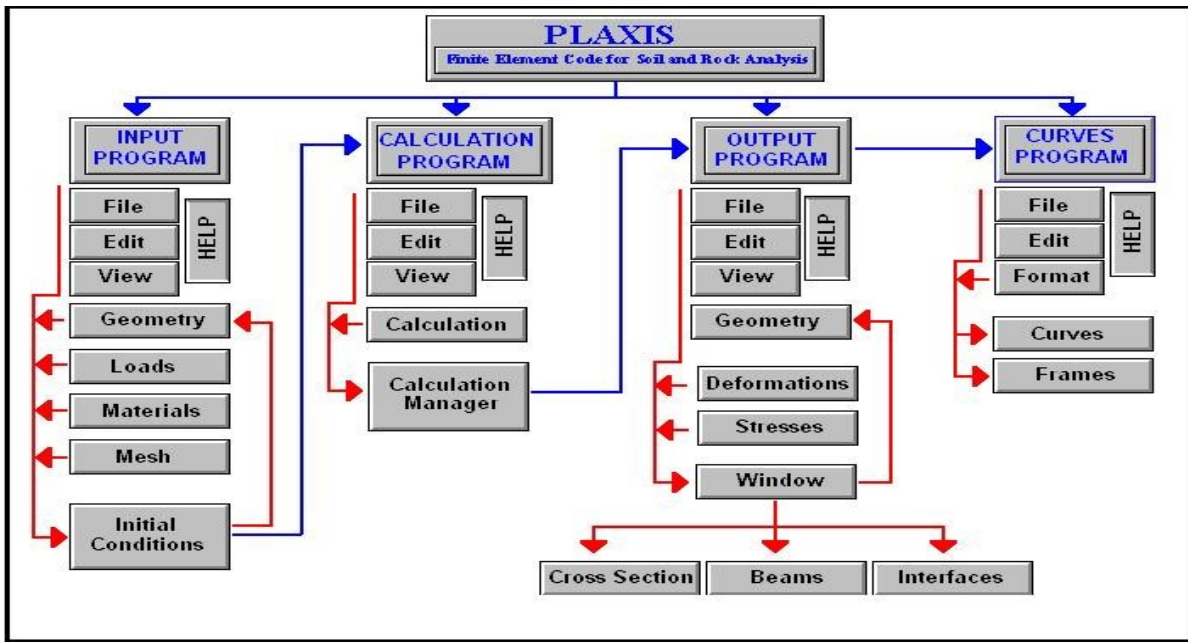 PLAXIS
Finite Element Code for Soil and Rock Analysis
INPUT
PROGRAM
File
Edit
View
HELP
Geometry
Loads
Materials
Mesh
Initial
Conditions
CALCULATION
PROGRAM
File
Edit
View
HELP
Calculation
Calculation
Manager
OUTPUT
PROGRAM
File
Edit
View
HELP
Geometry
Deformations
Stresses
Window
Cross Section
Beams
Interfaces
CURVES
PROGRAM
File
Edit
Format
HELP
Curves
Frames